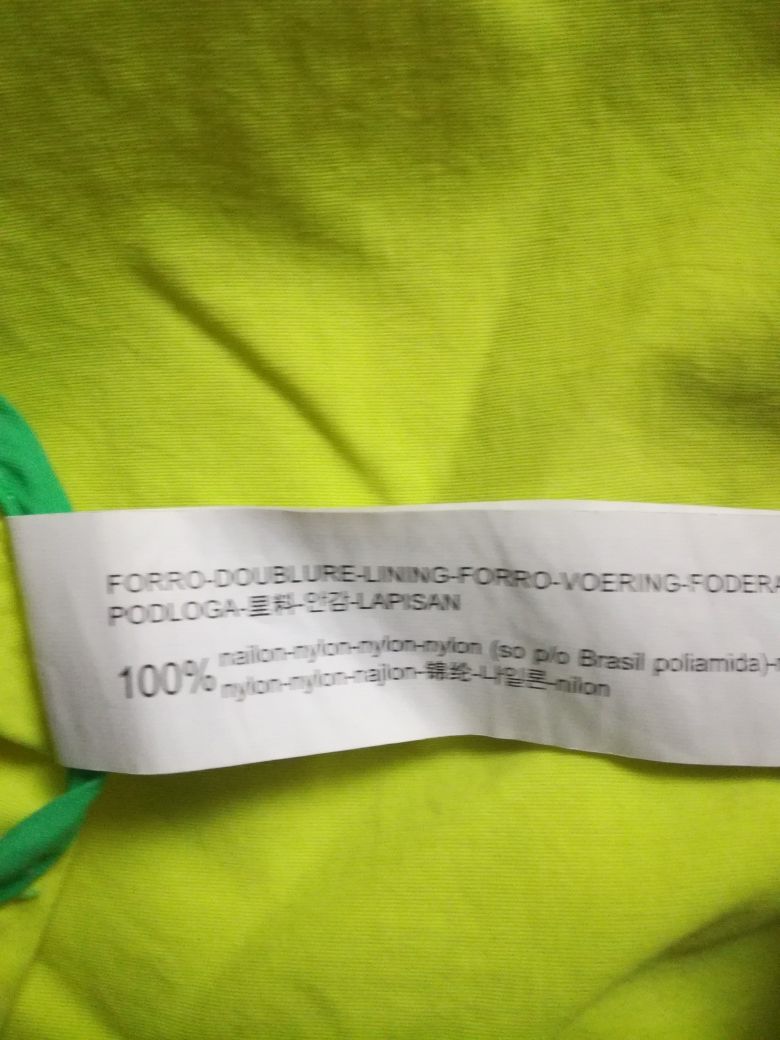 FORRO-DOUBLURE-LINING-FORRO-VOERING-FODERA
PODLOGA-里料-안감-LAPISAN
100% nailon-nylon-nylon-nylon (so p/o Brasil poliamida)-
nylon-nylon-najlon-锦纶-나일론-nilon